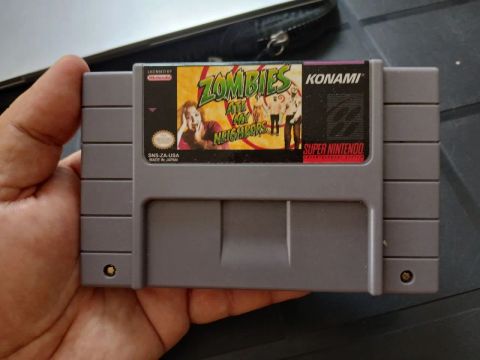 LICENSED BY
Nintendo
ZOMBIES
ATE
MY
NEIGHBORS
KONAMI
SNS-ZA-USA
MADE IN JAPAN
SUPER NINTENDO